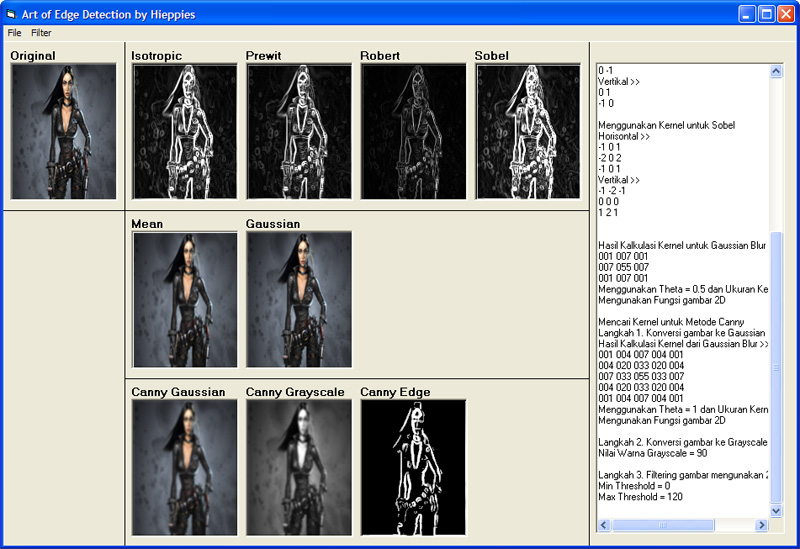 Art of Edge Detection by Hieppies
File Filter
Original
Isotropic
Prewit
Robert
Sobel
Mean
Gaussian
Canny Gaussian
Canny Grayscale
Canny Edge
0 -1
Vertikal >>
0 1
-1 0
Menggunakan Kernel untuk Sobel
Horisontal >>
-1 0 1
-2 0 2
-1 0 1
Vertikal >>
-1 -2 -1
0 0 0
1 2 1
Hasil Kalkulasi Kernel untuk Gaussian Blur
001 007 001
007 055 007
001 007 001
Menggunakan Theta = 0.5 dan Ukuran Ke
Mengunakan Fungsi gambar 2D
Mencari Kernel untuk Metode Canny
Langkah 1. Konversi gambar ke Gaussian
Hasil Kalkulasi Kernel dari Gaussian Blur >>
001 004 007 004 001
004 020 033 020 004
007 033 055 033 007
004 020 033 020 004
001 004 007 004 001
Menggunakan Theta = 1 dan Ukuran Kern
Mengunakan Fungsi gambar 2D
Langkah 2. Konversi gambar ke Grayscale
Nilai Warna Grayscale = 90
Langkah 3. Filtering gambar mengunakan 2
Min Threshold = 0
Max Threshold = 120